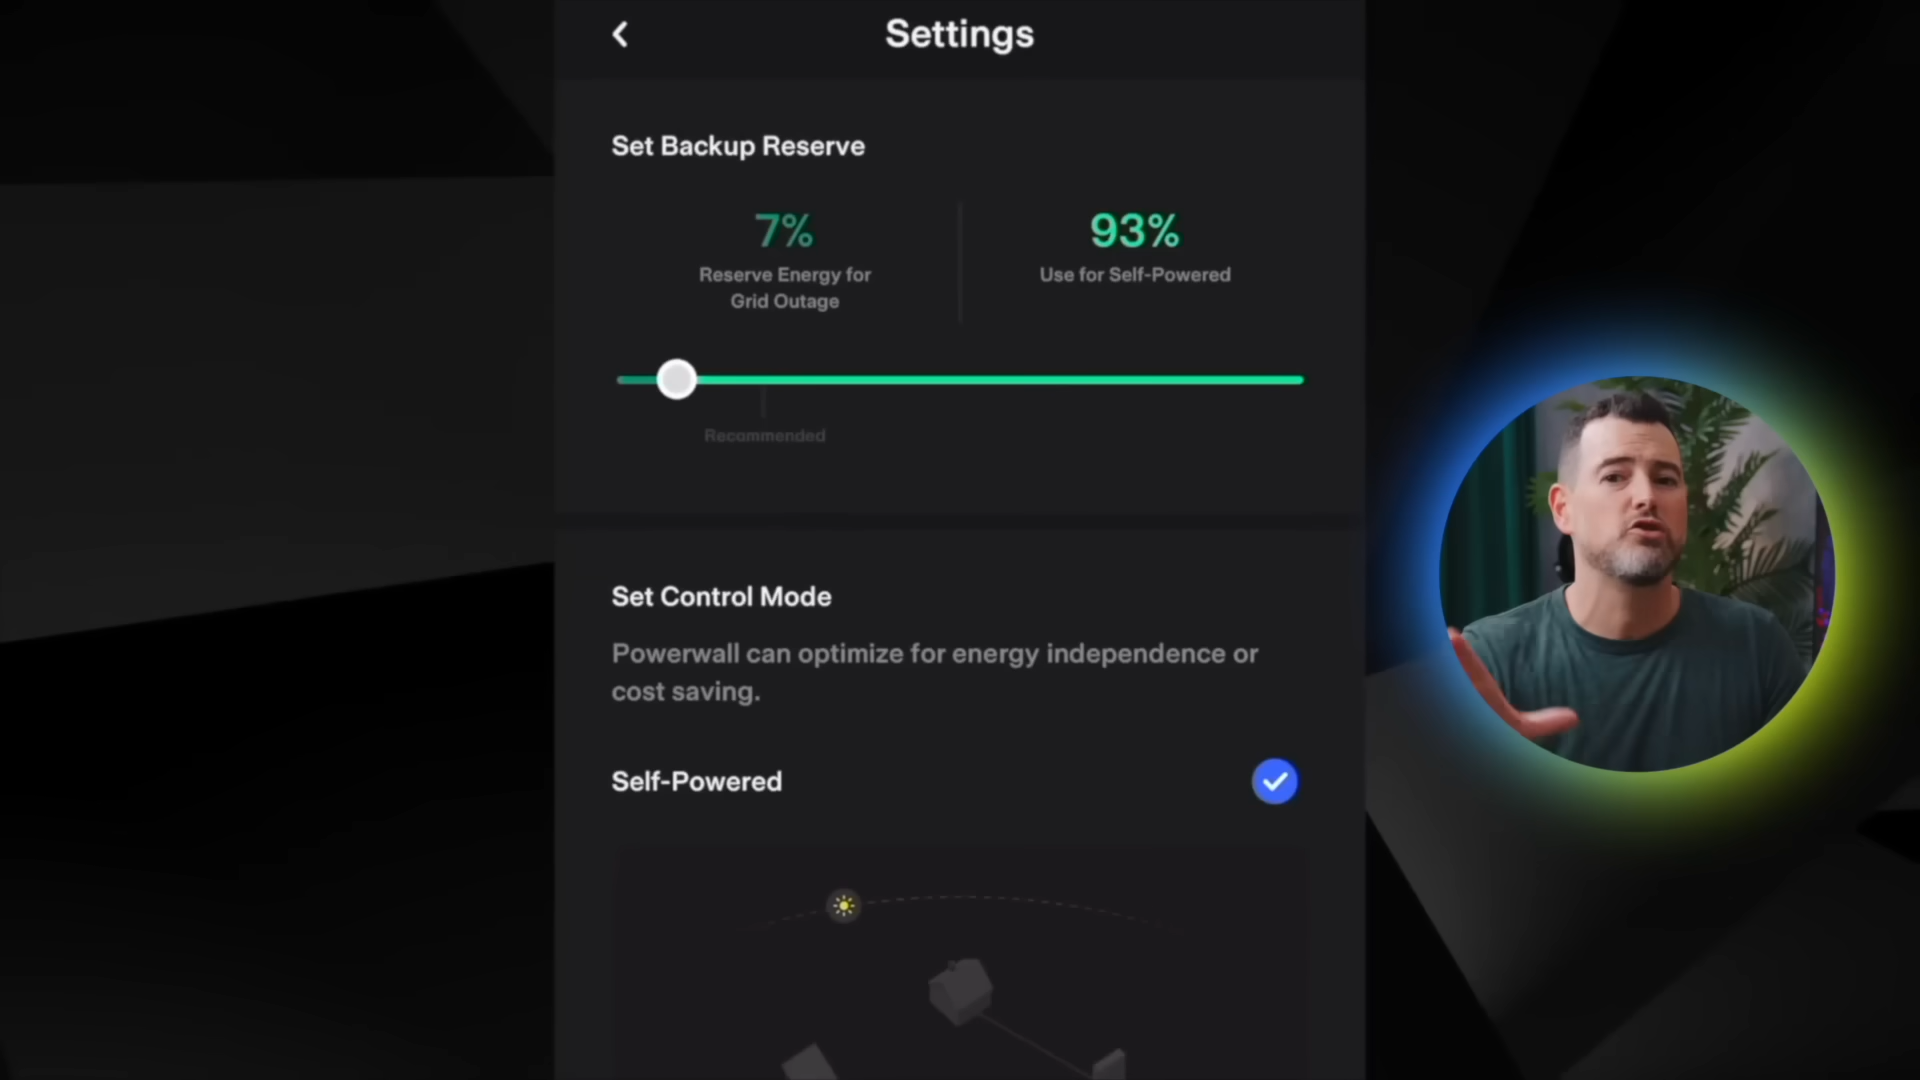 Settings
Set Backup Reserve
7%
Reserve Energy for
Grid Outage
93%
Use for Self-Powered
Recommended
Set Control Mode
Powerwall can optimize for energy independence or
cost saving.
Self-Powered